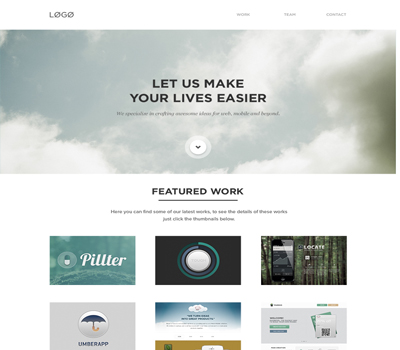 LØGØ
WORK TEAM CONTACT
LET US MAKE
YOUR LIVES EASIER
We specialize in crafting awesome ideas for web, mobile and beyond.
FEATURED WORK
Here you can find some of our latest works, to see the details of these works
just click the thumbnails below.
Pillter
LOCATE
UMBERAPP